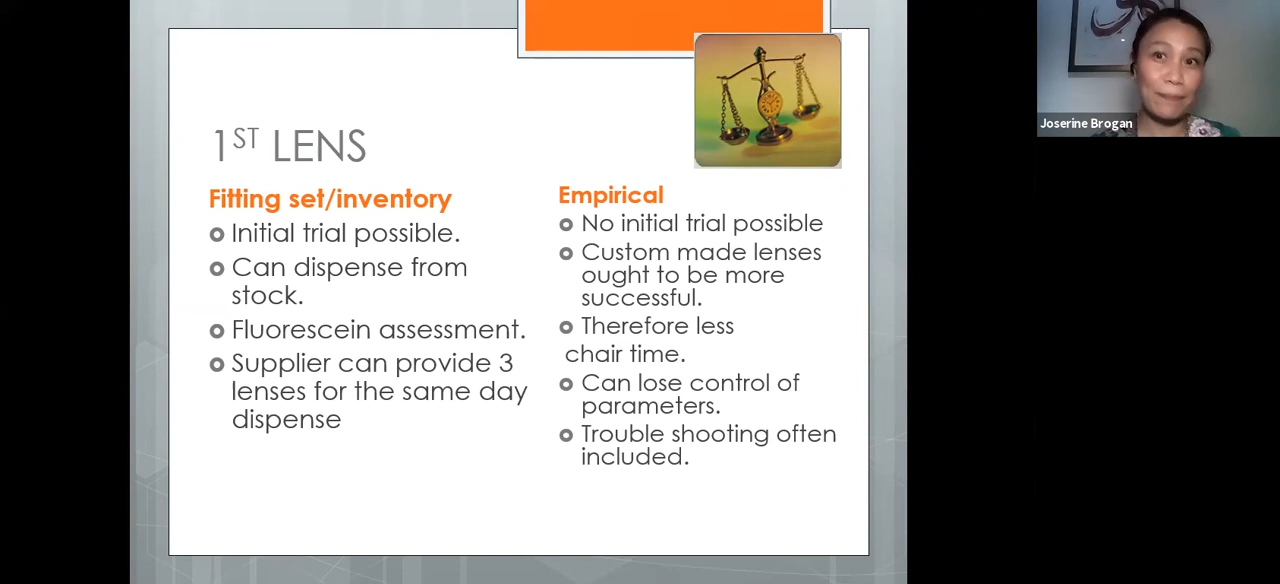 1ST LENS
Fitting set/inventory
Initial trial possible.
Can dispense from
stock.
Fluorescein assessment.
Supplier can provide 3
lenses for the same day
dispense
Empirical
No initial trial possible
Custom made lenses
ought to be more
successful.
Therefore less
chair time.
Can lose control of
parameters.
Trouble shooting often
included.
Joserine Brogan